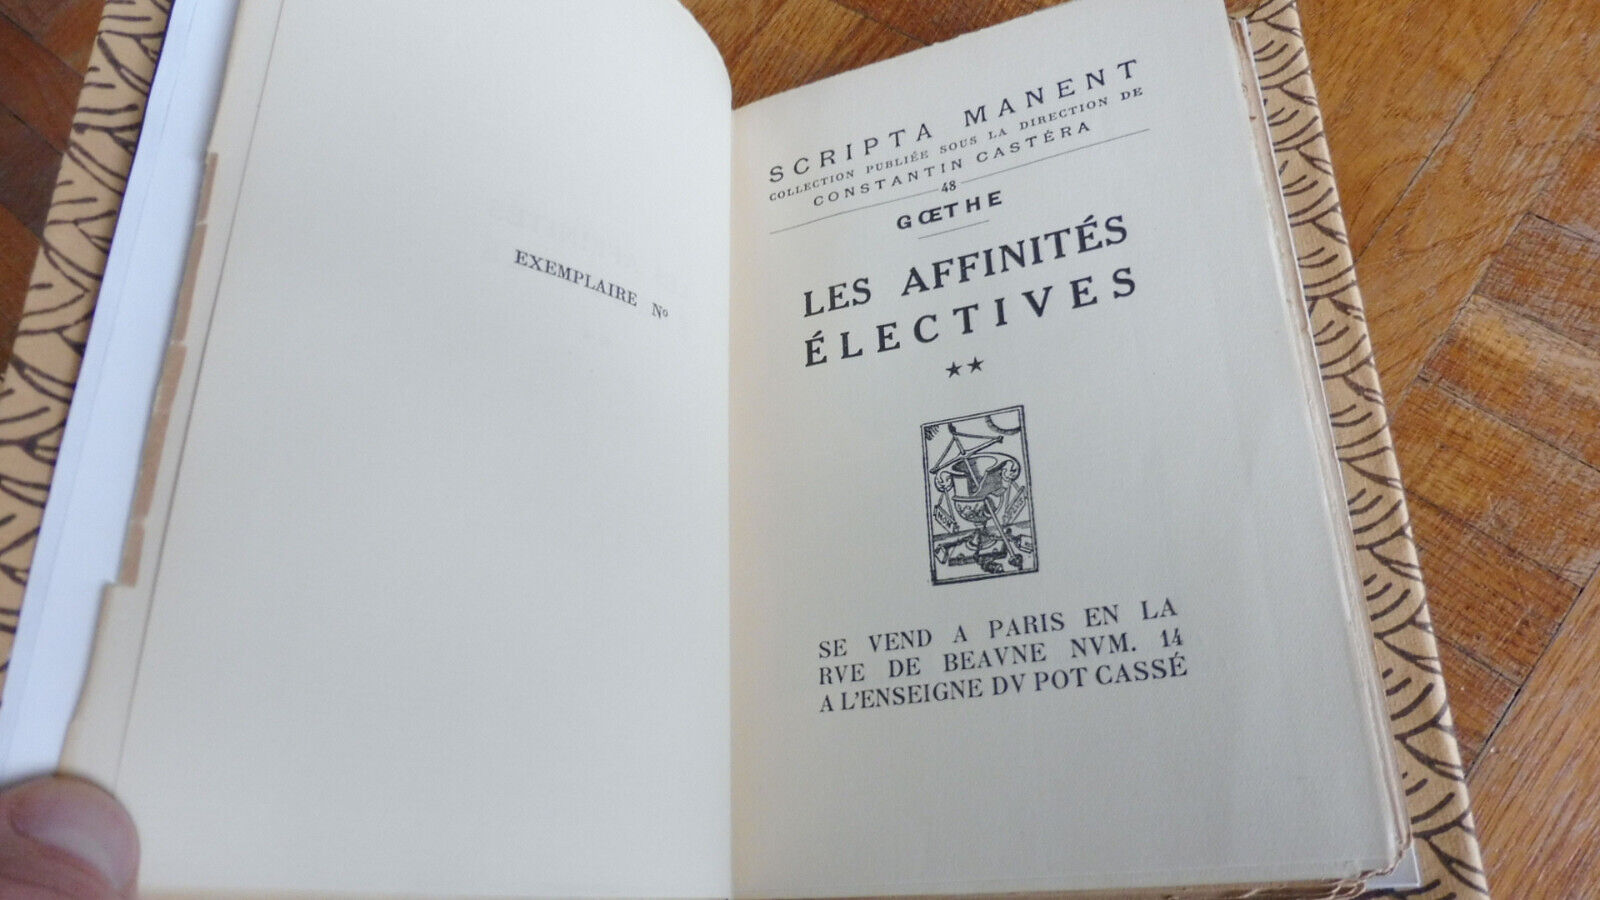 EXEMPLAIRE Nº
SCRIPTA MANENT
COLLECTION PUBLIÉE SOUS LA DIRECTION DE
CONSTANTIN CASTÉRA
48
GŒTHE
LES AFFINITÉS
ÉLECTIVES
★★
SE VEND A PARIS EN LA
RVE DE BEAVNE NVM. 14
A L'ENSEIGNE DV POT CASSÉ